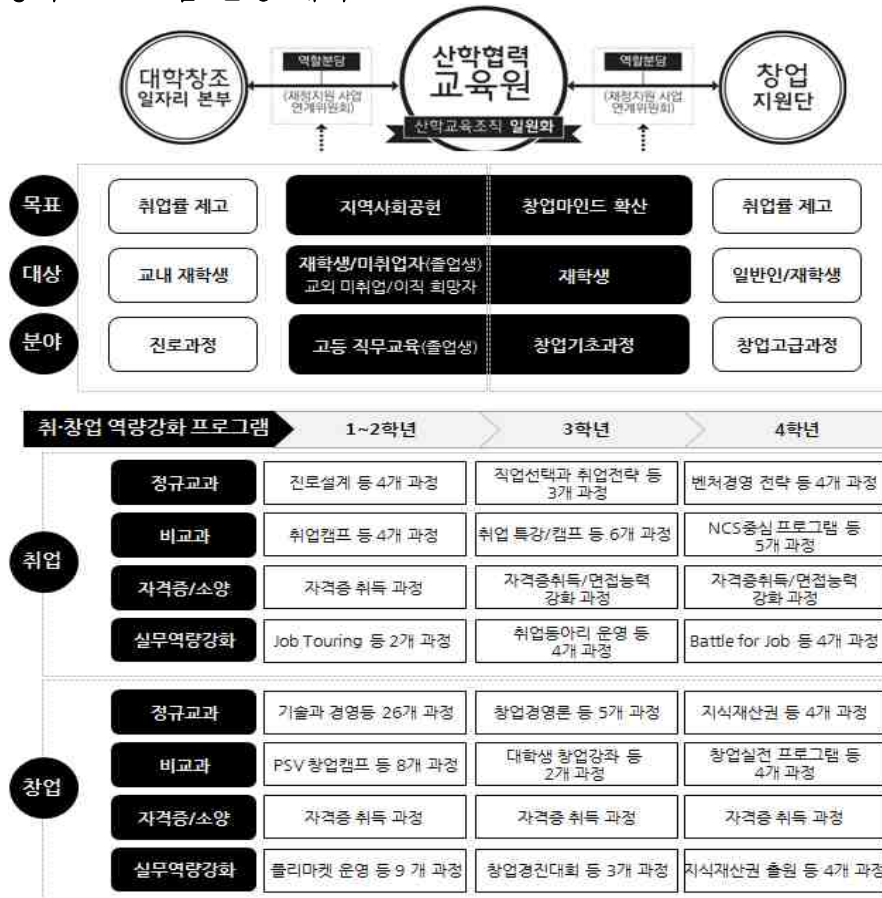 대학창조
일자리 본부
역할분담
(재정지원 사업
연계위원회)
산학협력
교육원
산학교육조직 일원화
역할분담
(재정지원 사업
연계위원회)
창업
지원단
목표
취업률 제고
지역사회공헌
창업마인드 확산
취업률 제고
대상
교내 재학생
재학생/미취업자(졸업생)
교외 미취업/이직 희망자
재학생
일반인/재학생
분야
진로과정
고등 직무교육(졸업생)
창업기초과정
창업고급과정
취·창업 역량강화 프로그램
1~2학년
3학년
4학년
취업
정규교과
진로설계 등 4개 과정
직업선택과 취업전략 등
3개 과정
벤처경영 전략 등 4개 과정
비교과
취업캠프 등 4개 과정
취업 특강/캠프 등 6개 과정
NCS중심 프로그램 등
5개 과정
자격증/소양
자격증 취득 과정
자격증취득/면접능력
강화 과정
자격증취득/면접능력
강화 과정
실무역량강화
Job Touring 등 2개 과정
취업동아리 운영 등
4개 과정
Battle for Job 등 4개 과정
창업
정규교과
기술과 경영등 26개 과정
창업경영론 등 5개 과정
지식재산권 등 4개 과정
비교과
PSV 창업캠프 등 8개 과정
대학생 창업강좌 등
2개 과정
창업실전 프로그램 등
4개 과정
자격증/소양
자격증 취득 과정
자격증 취득 과정
자격증 취득 과정
실무역량강화
플리마켓 운영 등 9 개 과정
창업경진대회 등 3개 과정
지식재산권 출원 등 4개 과정